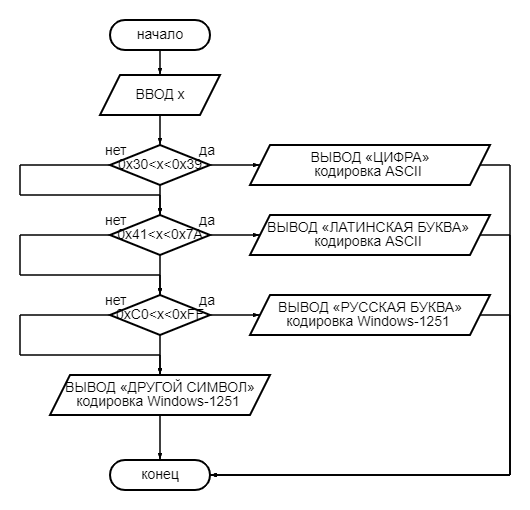 начало
ВВОД x
нет
да
0x30<x<0x39
ВЫВОД «ЦИФРА»
кодировка ASCII
нет
да
0x41<x<0x7A
ВЫВОД «ЛАТИНСКАЯ БУКВА»
кодировка ASCII
нет
да
0xC0<x<0xFF
ВЫВОД «РУССКАЯ БУКВА»
кодировка Windows-1251
ВЫВОД «ДРУГОЙ СИМВОЛ»
кодировка Windows-1251
конец